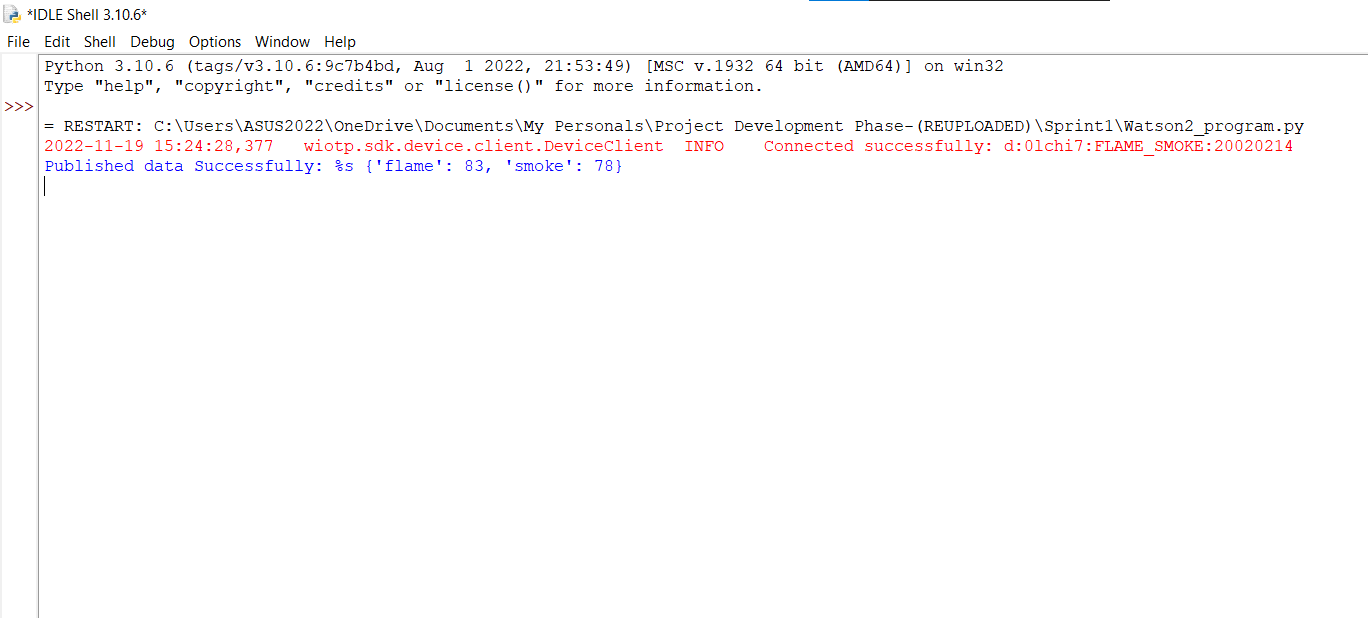 *IDLE Shell 3.10.6*
File Edit Shell Debug Options Window Help
Python 3.10.6 (tags/v3.10.6:9c7b4bd, Aug  1 2022, 21:53:49) [MSC v.1932 64 bit (AMD64)] on win32
Type "help", "copyright", "credits" or "license()" for more information.
>>>
= RESTART: C:\Users\ASUS2022\OneDrive\Documents\My Personals\Project Development Phase-(REUPLOADED)\Sprint1\Watson2_program.py
2022-11-19 15:24:28,377   wiotp.sdk.device.client.DeviceClient  INFO    Connected successfully: d:0lchi7:FLAME_SMOKE:20020214
Published data Successfully: %s {'flame': 83, 'smoke': 78}